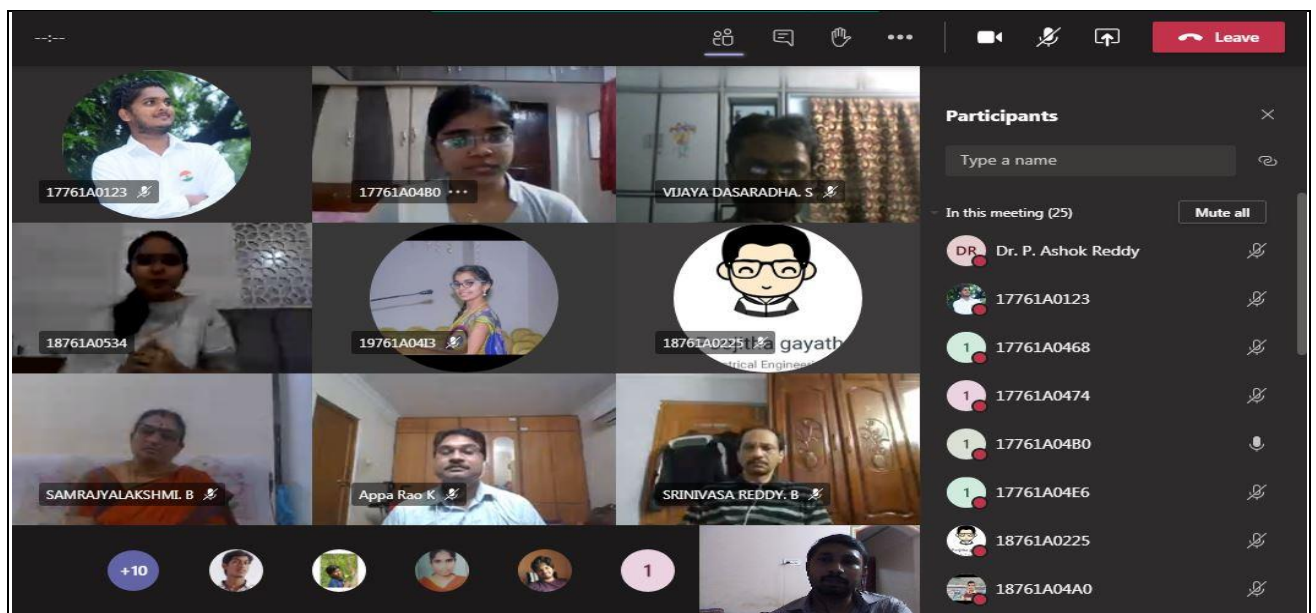 --:--
Leave
17761A0123
17761A04B0 ...
VIJAYA DASARADHA. S
18761A0534
19761A04I3
18761A0225
gayath
Enginee
SAMRAJYALAKSHMI. B
Appa Rao K
SRINIVASA REDDY. B
+10
1
Participants
Type a name
In this meeting (25)
Mute all
DR Dr. P. Ashok Reddy
17761A0123
1 17761A0468
1 17761A0474
1 17761A04B0
1 17761A04E6
18761A0225
18761A04A0